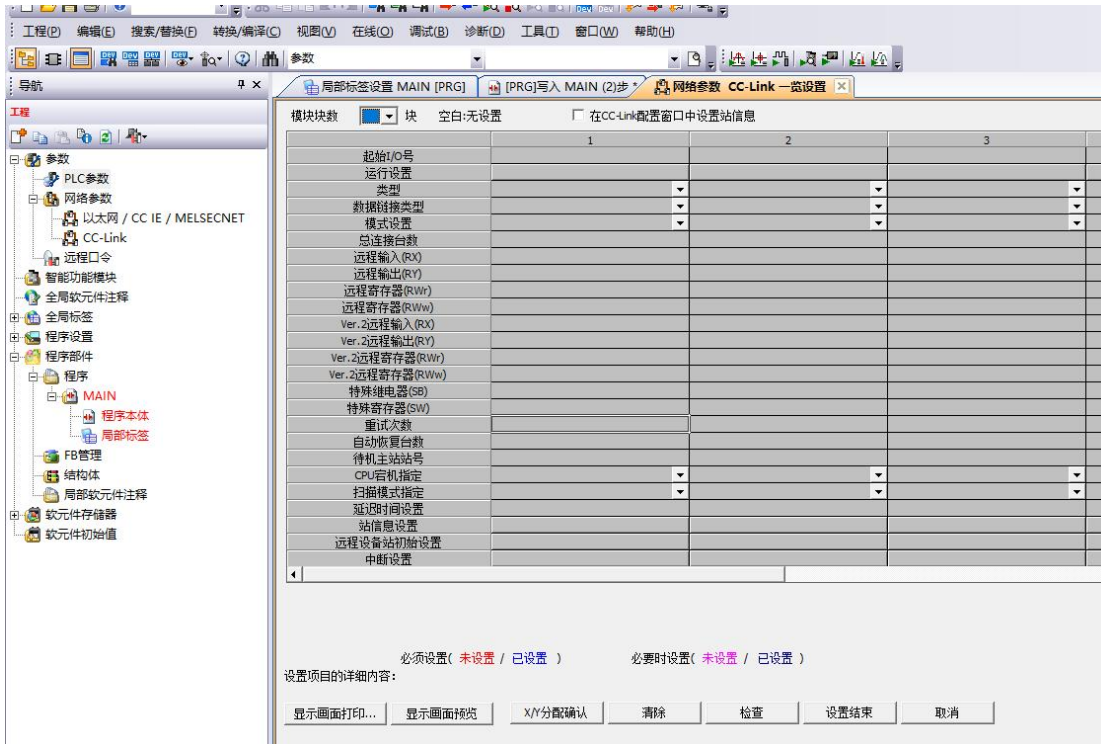 工程(P) 编辑(E) 搜索/替换(F) 转换/编译(C) 视图(V) 在线(O) 调试(B) 诊断(D) 工具(T) 窗口(W) 帮助(H)
参数
导航
局部标签设置 MAIN [PRG] [PRG]写入 MAIN (2)步 * 网络参数 CC-Link 一览设置
工程
模块块数 块 空白:无设置 在CC-Link配置窗口中设置站信息
参数
PLC参数
网络参数
以太网 / CC IE / MELSECNET
CC-Link
远程口令
智能功能模块
全局软元件注释
全局标签
程序设置
程序部件
程序
MAIN
程序本体
局部标签
FB管理
结构体
局部软元件注释
软元件存储器
软元件初始值
1 2 3
起始I/O号
运行设置
类型
数据链接类型
模式设置
总连接台数
远程输入(RX)
远程输出(RY)
远程寄存器(RWr)
远程寄存器(RWw)
Ver.2远程输入(RX)
Ver.2远程输出(RY)
Ver.2远程寄存器(RWr)
Ver.2远程寄存器(RWw)
特殊继电器(SB)
特殊寄存器(SW)
重试次数
自动恢复台数
待机主站站号
CPU宕机指定
扫描模式指定
延迟时间设置
站信息设置
远程设备站初始设置
中断设置
必须设置( 未设置 / 已设置 ) 必要时设置( 未设置 / 已设置 )
设置项目的详细内容:
显示画面打印... 显示画面预览 X/Y分配确认 清除 检查 设置结束 取消